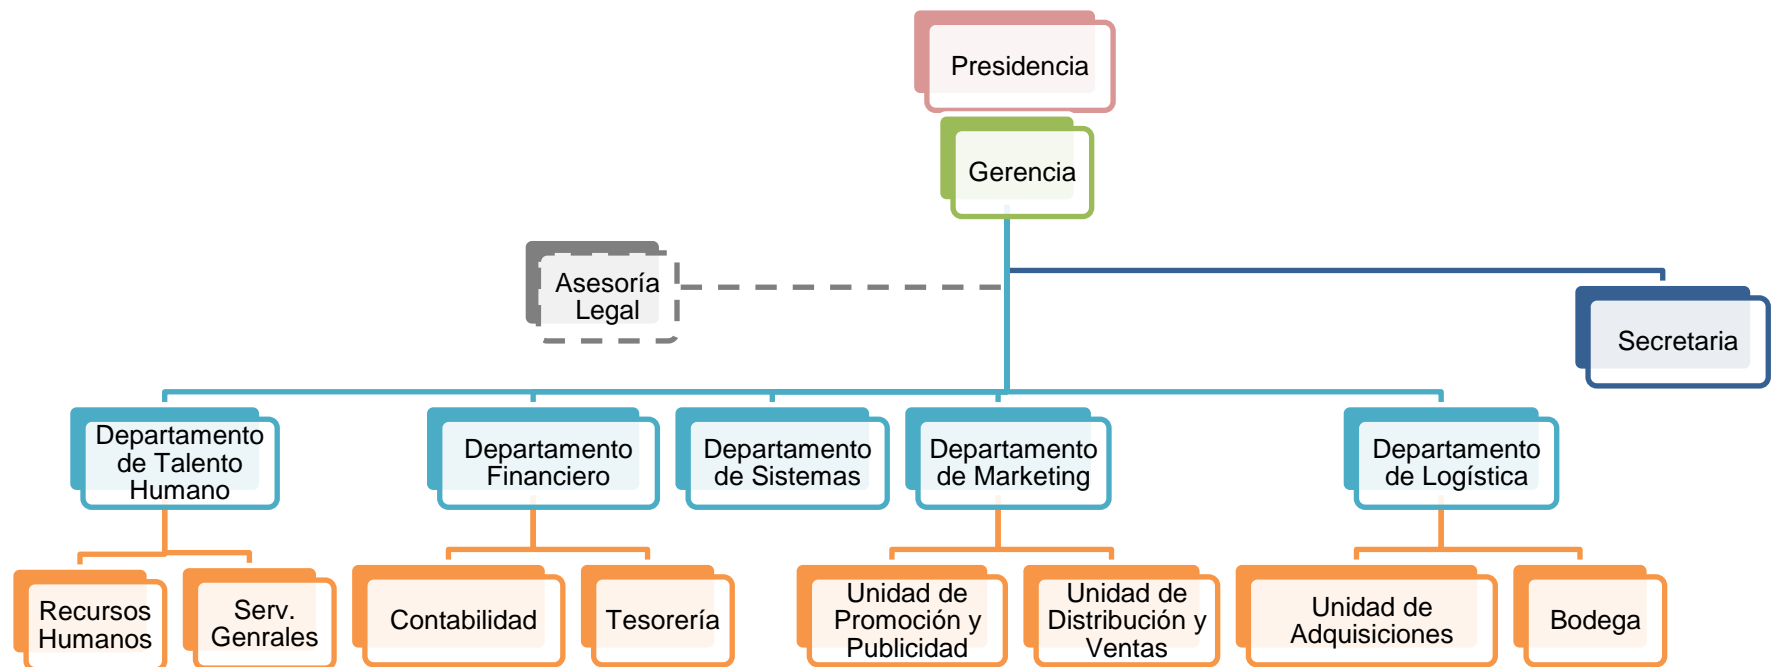 Presidencia
Gerencia
Asesoría
Legal
Secretaria
Departamento
de Talento
Humano
Departamento
Financiero
Departamento
de Sistemas
Departamento
de Marketing
Departamento
de Logística
Recursos
Humanos
Serv.
Genrales
Contabilidad
Tesorería
Unidad de
Promoción y
Publicidad
Unidad de
Distribución y
Ventas
Unidad de
Adquisiciones
Bodega